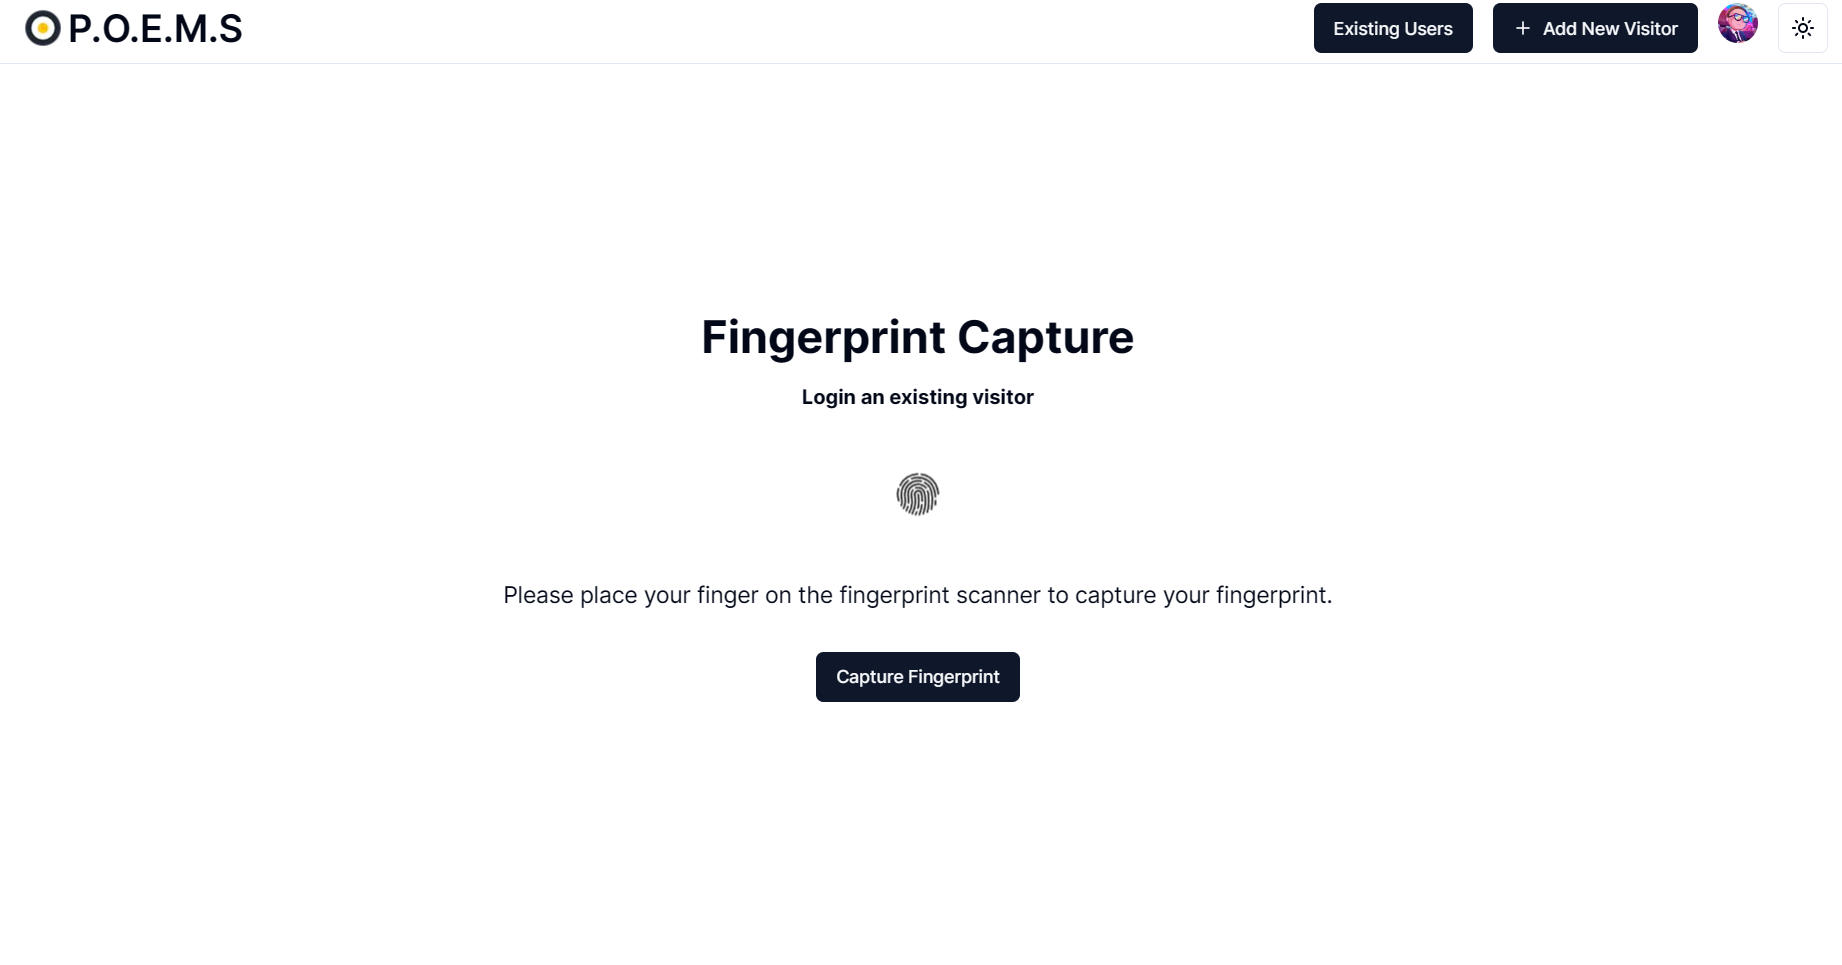 P.O.E.M.S
Existing Users
Add New Visitor
Fingerprint Capture
Login an existing visitor
Please place your finger on the fingerprint scanner to capture your fingerprint.
Capture Fingerprint